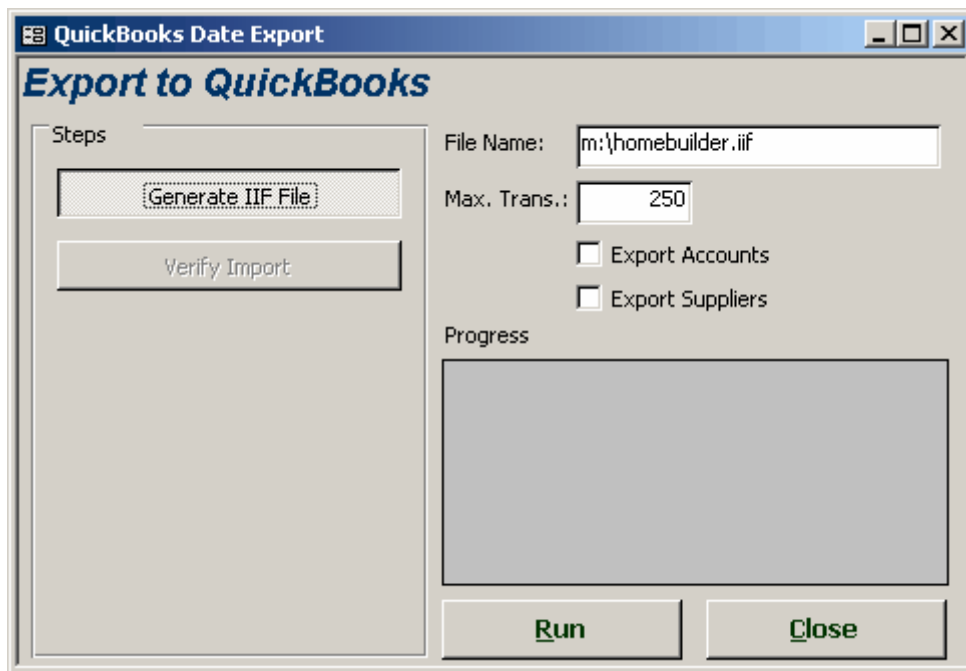 QuickBooks Date Export
Export to QuickBooks
Steps
Generate IIF File
Verify Import
File Name: m:\homebuilder.iif
Max. Trans.: 250
Export Accounts
Export Suppliers
Progress
Run Close